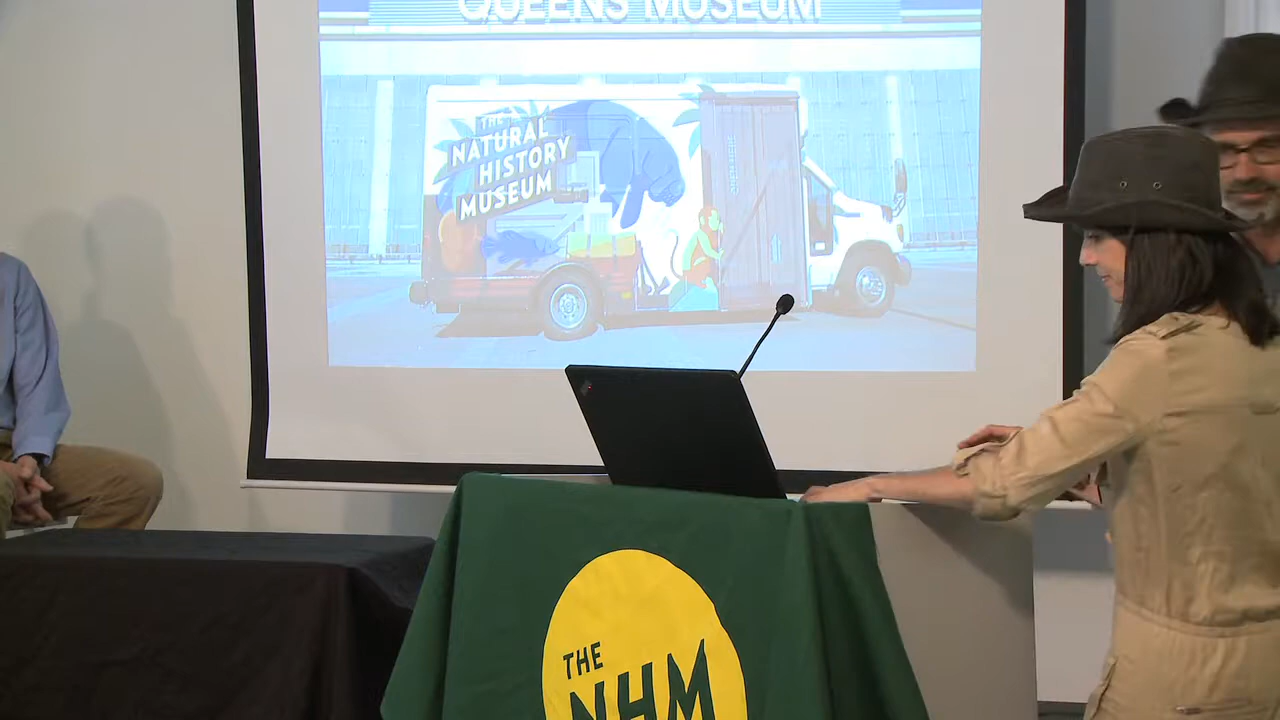 QUEENS MUSEUM
THE
NATURAL
HISTORY
MUSEUM
THE
NHM